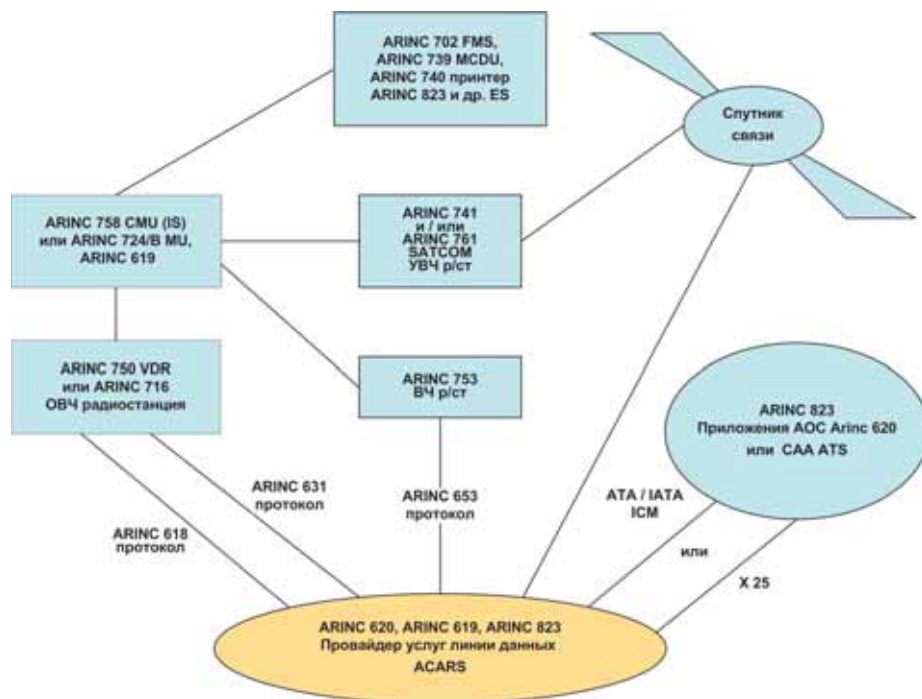 ARINC 702 FMS,
ARINC 739 MCDU,
ARINC 740 принтер
ARINC 823 и др. ES
Спутник
связи
ARINC 758 CMU (IS)
или ARINC 724/B MU,
ARINC 619
ARINC 741
и / или
ARINC 761
SATCOM
УВЧ р/ст
ARINC 750 VDR
или ARINC 716
ОВЧ радиостанция
ARINC 753
ВЧ р/ст
ARINC 823
Приложения АОС Arinc 620
или САА ATS
ARINC 631
протокол
ARINC 653
протокол
ATA / IATA
ICM
ARINC 618
протокол
или
X 25
ARINC 620, ARINC 619, ARINC 823
Провайдер услуг линии данных
ACARS